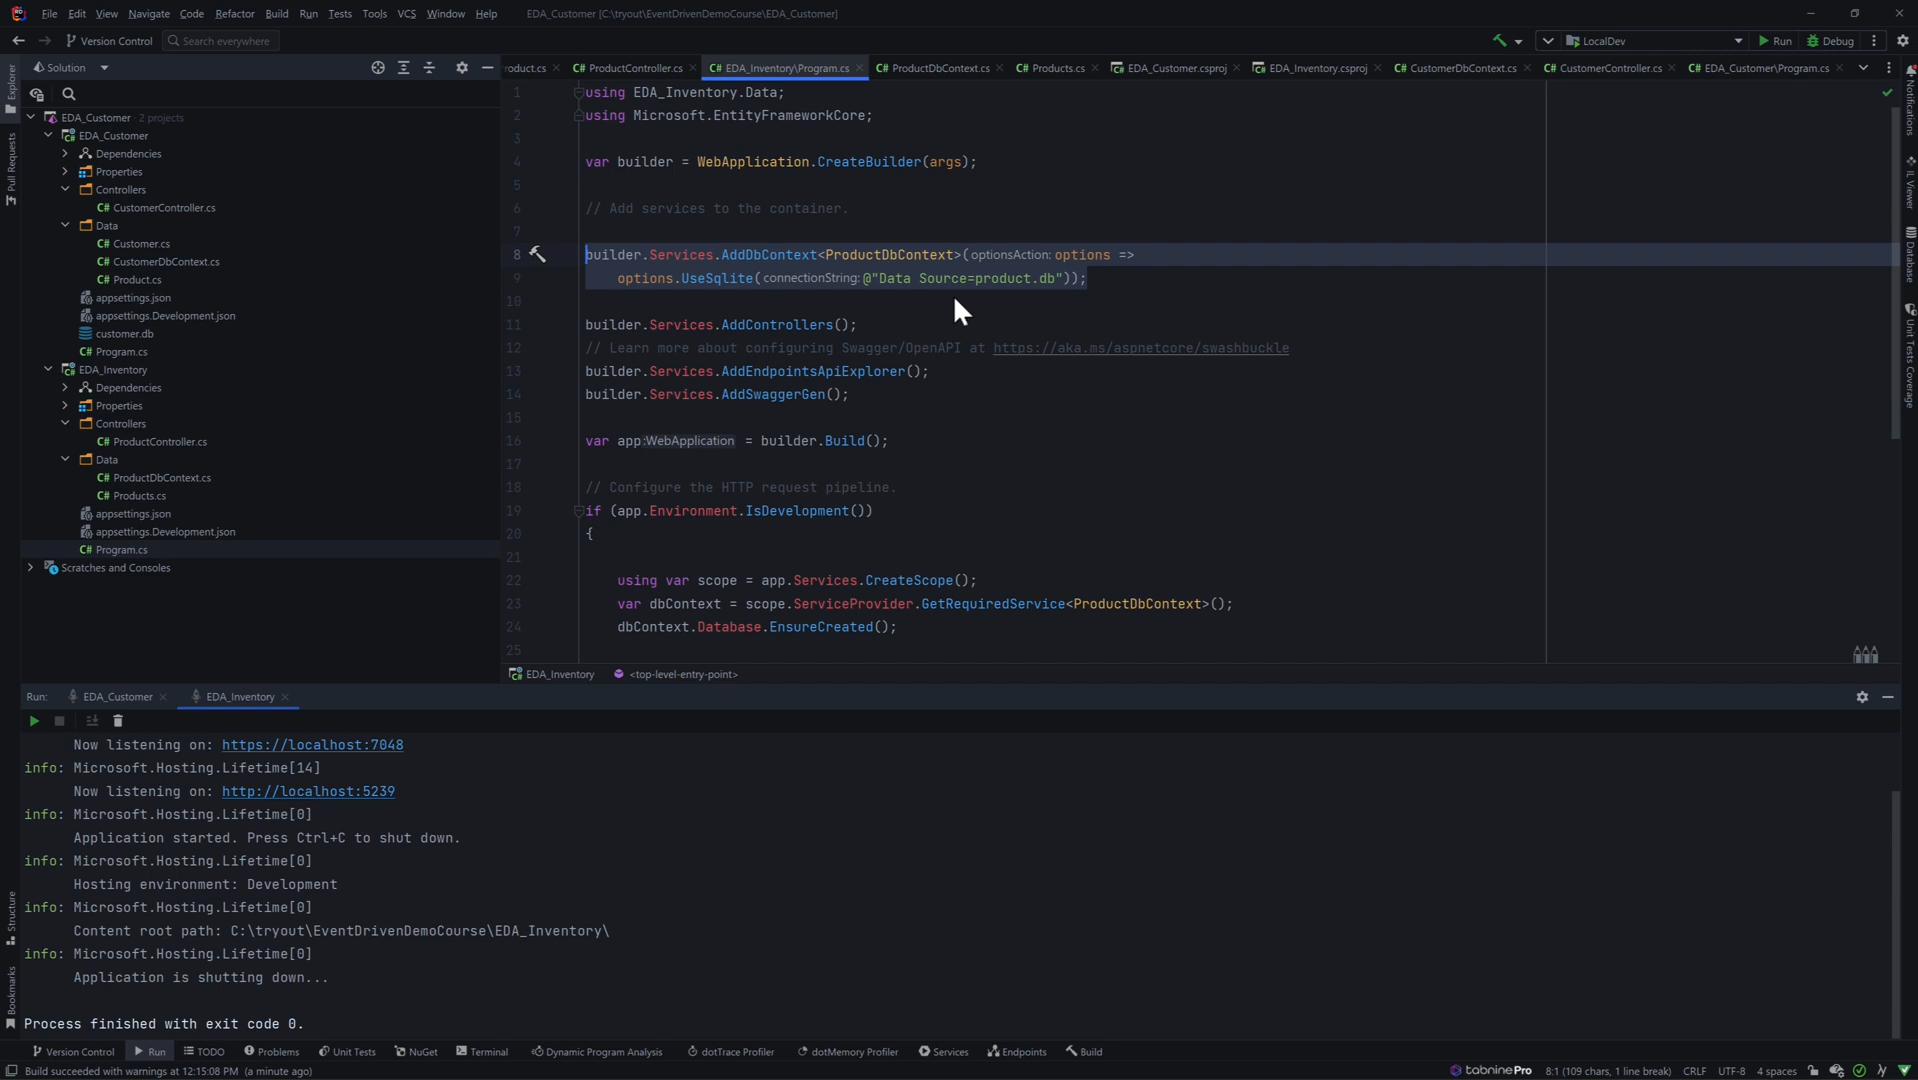 File Edit View Navigate Code Refactor Build Run Tests Tools VCS Window Help EDA_Customer [C:\tryout\EventDrivenDemoCourse\EDA_Customer]
Version Control Search everywhere LocalDev Run Debug
Solution
roduct.cs ProductController.cs EDA_Inventory\Program.cs ProductDbContext.cs Products.cs EDA_Customer.csproj EDA_Inventory.csproj CustomerDbContext.cs CustomerController.cs EDA_Customer\Program.cs
Explorer
Pull Requests
Structure
Bookmarks
EDA_Customer · 2 projects
EDA_Customer
Dependencies
Properties
Controllers
C# CustomerController.cs
Data
C# Customer.cs
C# CustomerDbContext.cs
C# Product.cs
appsettings.json
appsettings.Development.json
customer.db
C# Program.cs
EDA_Inventory
Dependencies
Properties
Controllers
C# ProductController.cs
Data
C# ProductDbContext.cs
C# Products.cs
appsettings.json
appsettings.Development.json
C# Program.cs
Scratches and Consoles
1 using EDA_Inventory.Data;
2 using Microsoft.EntityFrameworkCore;
3
4 var builder = WebApplication.CreateBuilder(args);
5
6 // Add services to the container.
7
8 builder.Services.AddDbContext<ProductDbContext>(optionsAction: options =>
9 options.UseSqlite(connectionString: @"Data Source=product.db"));
10
11 builder.Services.AddControllers();
12 // Learn more about configuring Swagger/OpenAPI at https://aka.ms/aspnetcore/swashbuckle
13 builder.Services.AddEndpointsApiExplorer();
14 builder.Services.AddSwaggerGen();
15
16 var app:WebApplication = builder.Build();
17
18 // Configure the HTTP request pipeline.
19 if (app.Environment.IsDevelopment())
20 {
21
22 using var scope = app.Services.CreateScope();
23 var dbContext = scope.ServiceProvider.GetRequiredService<ProductDbContext>();
24 dbContext.Database.EnsureCreated();
25
EDA_Inventory <top-level-entry-point>
Notifications
IL Viewer
Database
Unit Tests Coverage
Run: EDA_Customer EDA_Inventory
Now listening on: https://localhost:7048
info: Microsoft.Hosting.Lifetime[14]
Now listening on: http://localhost:5239
info: Microsoft.Hosting.Lifetime[0]
Application started. Press Ctrl+C to shut down.
info: Microsoft.Hosting.Lifetime[0]
Hosting environment: Development
info: Microsoft.Hosting.Lifetime[0]
Content root path: C:\tryout\EventDrivenDemoCourse\EDA_Inventory\
info: Microsoft.Hosting.Lifetime[0]
Application is shutting down...
Process finished with exit code 0.
Version Control Run TODO Problems Unit Tests NuGet Terminal Dynamic Program Analysis dotTrace Profiler dotMemory Profiler Services Endpoints Build
Build succeeded with warnings at 12:15:08 PM (a minute ago) tabnine Pro 8:1 (109 chars, 1 line break) CRLF UTF-8 4 spaces